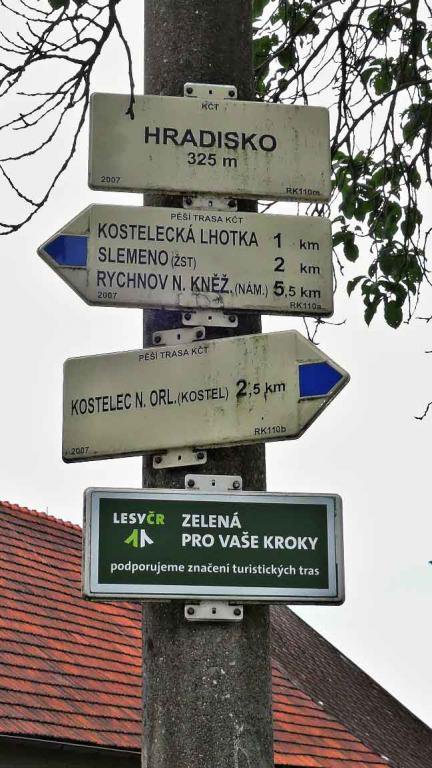 KČT
HRADISKO
325 m
2007 RK110m
PĚŠÍ TRASA KČT
KOSTELECKÁ LHOTKA 1 km
SLEMENO (ŽST) 2 km
RYCHNOV N. KNĚŽ. (NÁM.) 5,5 km
2007 RK110a
PĚŠÍ TRASA KČT
KOSTELEC N. ORL. (KOSTEL) 2,5 km
2007 RK110b
LESYČR ZELENÁ
PRO VAŠE KROKY
podporujeme značení turistických tras